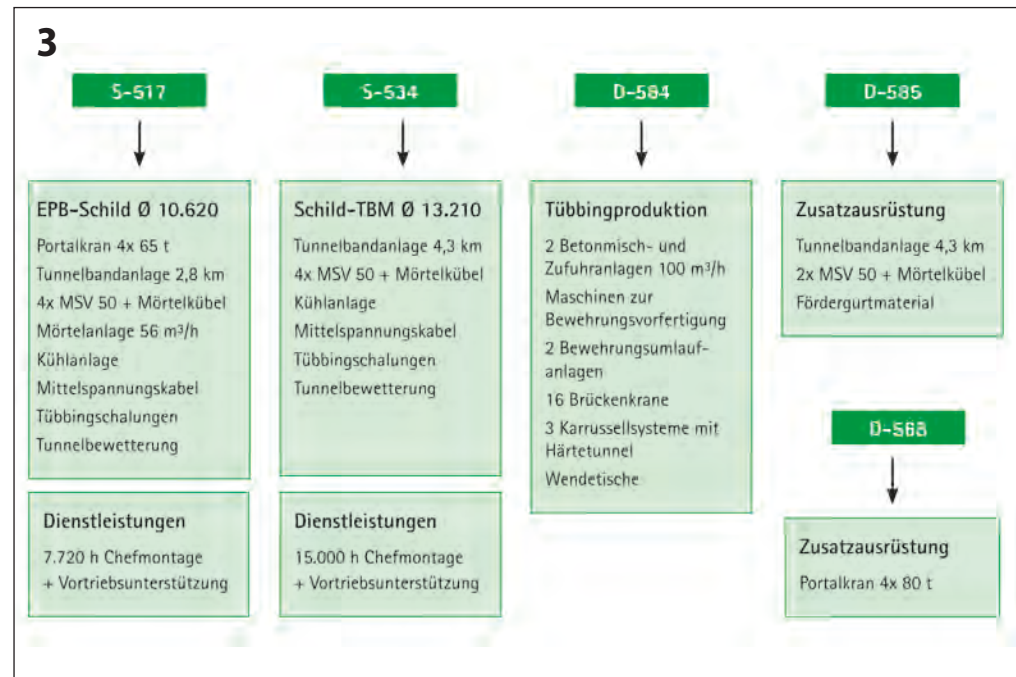 3
S-517
EPB-Schild Ø 10.620
Portalkran 4x 65 t
Tunnelbandanlage 2,8 km
4x MSV 50 + Mörtelkübel
Mörtelanlage 56 m³/h
Kühlanlage
Mittelspannungskabel
Tübbingschalungen
Tunnelbewetterung
Dienstleistungen
7.720 h Chefmontage
+ Vortriebsunterstützung
S-534
Schild-TBM Ø 13.210
Tunnelbandanlage 4,3 km
4x MSV 50 + Mörtelkübel
Kühlanlage
Mittelspannungskabel
Tübbingschalungen
Tunnelbewetterung
Dienstleistungen
15.000 h Chefmontage
+ Vortriebsunterstützung
D-584
Tübbingproduktion
2 Betonmisch- und
Zufuhranlagen 100 m³/h
Maschinen zur
Bewehrungsvorfertigung
2 Bewehrungsumlauf-
anlagen
16 Brückenkrane
3 Karrussellsysteme mit
Härtetunnel
Wendetische
D-585
Zusatzausrüstung
Tunnelbandanlage 4,3 km
2x MSV 50 + Mörtelkübel
Fördergurtmaterial
D-568
Zusatzausrüstung
Portalkran 4x 80 t